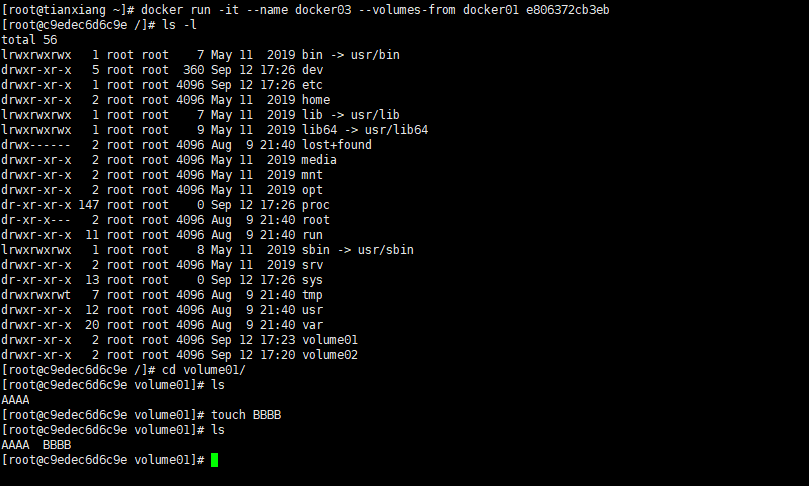 [root@tianxiang ~]# docker run -it --name docker03 --volumes-from docker01 e806372cb3eb
[root@c9edec6d6c9e /]# ls -l
total 56
lrwxrwxrwx   1 root root    7 May 11  2019 bin -> usr/bin
drwxr-xr-x   5 root root  360 Sep 12 17:26 dev
drwxr-xr-x   1 root root 4096 Sep 12 17:26 etc
drwxr-xr-x   2 root root 4096 May 11  2019 home
lrwxrwxrwx   1 root root    7 May 11  2019 lib -> usr/lib
lrwxrwxrwx   1 root root    9 May 11  2019 lib64 -> usr/lib64
drwx------   2 root root 4096 Aug  9 21:40 lost+found
drwxr-xr-x   2 root root 4096 May 11  2019 media
drwxr-xr-x   2 root root 4096 May 11  2019 mnt
drwxr-xr-x   2 root root 4096 May 11  2019 opt
dr-xr-xr-x 147 root root    0 Sep 12 17:26 proc
dr-xr-x---   2 root root 4096 Aug  9 21:40 root
drwxr-xr-x  11 root root 4096 Aug  9 21:40 run
lrwxrwxrwx   1 root root    8 May 11  2019 sbin -> usr/sbin
drwxr-xr-x   2 root root 4096 May 11  2019 srv
dr-xr-xr-x  13 root root    0 Sep 12 17:26 sys
drwxrwxrwt   7 root root 4096 Aug  9 21:40 tmp
drwxr-xr-x  12 root root 4096 Aug  9 21:40 usr
drwxr-xr-x  20 root root 4096 Aug  9 21:40 var
drwxr-xr-x   2 root root 4096 Sep 12 17:23 volume01
drwxr-xr-x   2 root root 4096 Sep 12 17:20 volume02
[root@c9edec6d6c9e /]# cd volume01/
[root@c9edec6d6c9e volume01]# ls
AAAA
[root@c9edec6d6c9e volume01]# touch BBBB
[root@c9edec6d6c9e volume01]# ls
AAAA  BBBB
[root@c9edec6d6c9e volume01]#